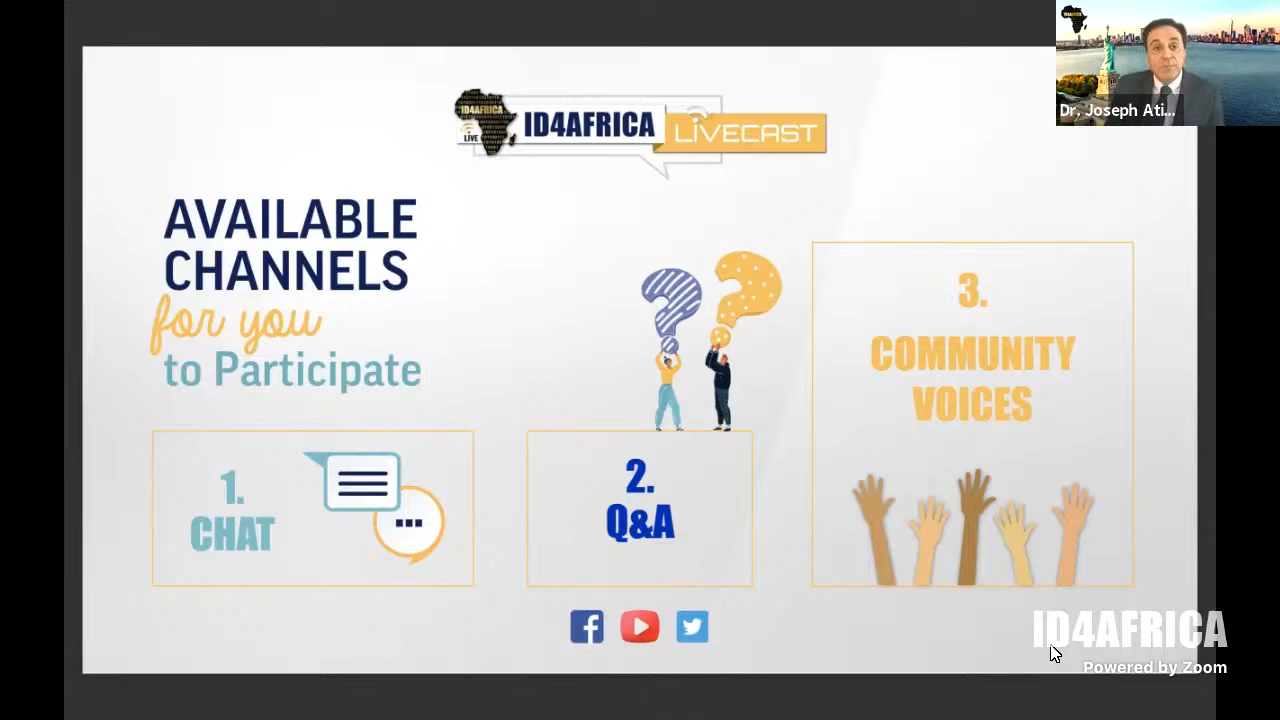 ID4AFRICA
LIVE
ID4AFRICA
LIVECAST
AVAILABLE
CHANNELS
for you
to Participate
1.
CHAT
2.
Q&A
3.
COMMUNITY
VOICES
Dr, Joseph Ati...
ID4AFRICA
Powered by Zoom